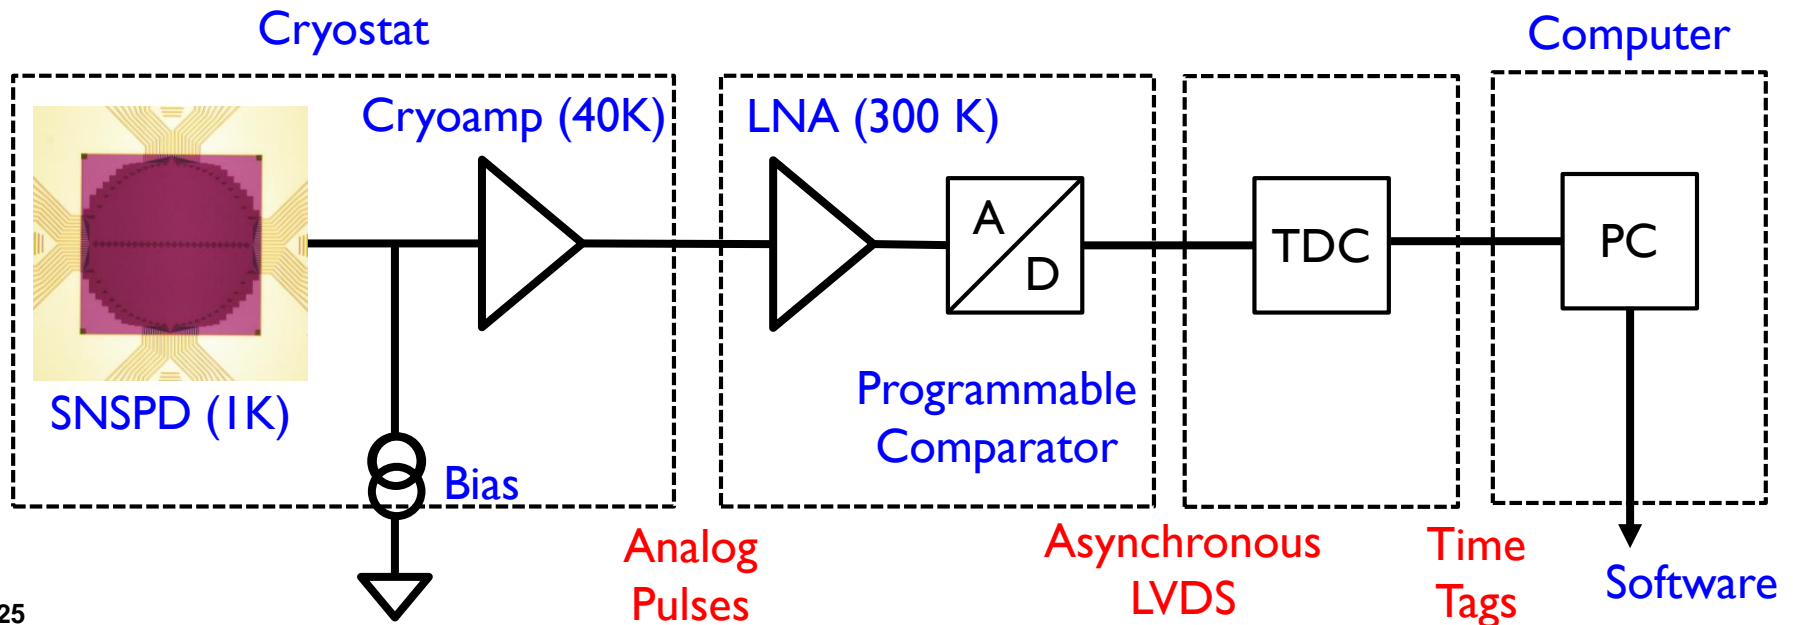 Cryostat
Computer
Cryoamp (40K)
LNA (300 K)
A
D
TDC
PC
SNSPD (1K)
Programmable
Comparator
Bias
Analog
Pulses
Asynchronous
LVDS
Time
Tags
Software
25